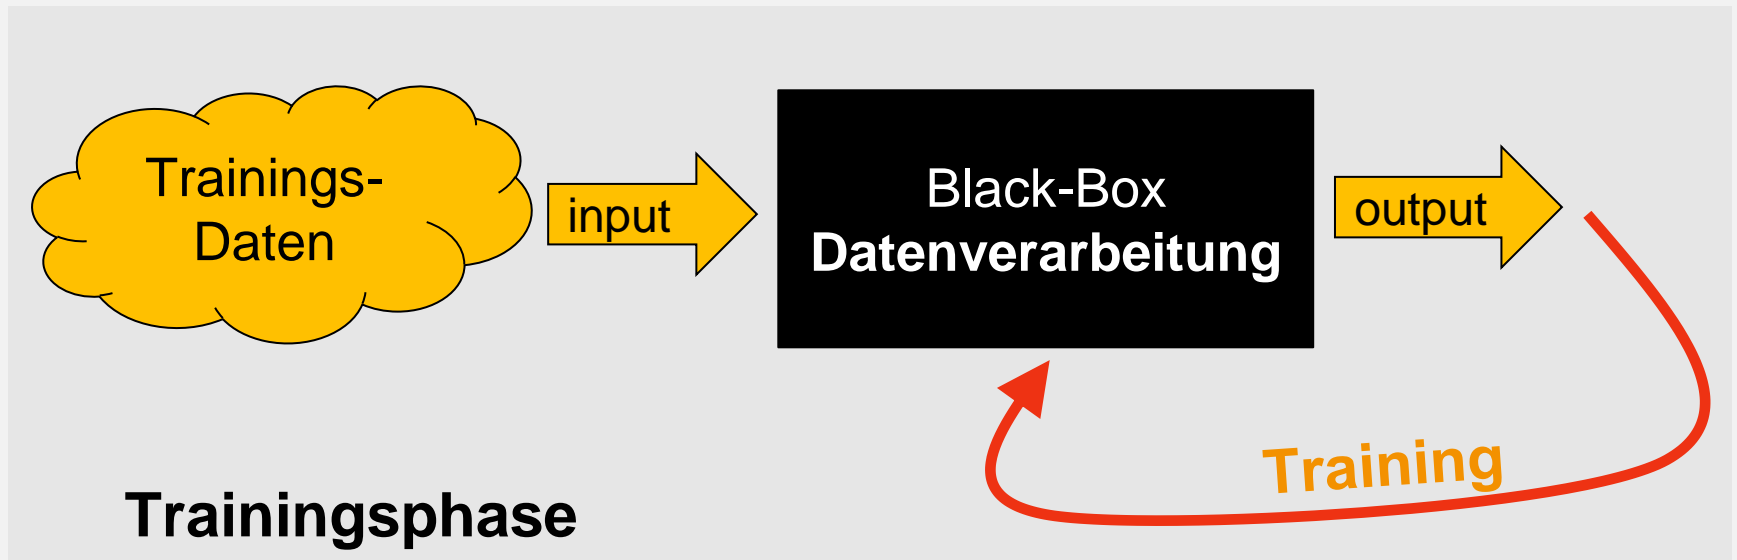 Trainings-
Daten
input
Black-Box
Datenverarbeitung
output
Training
Trainingsphase